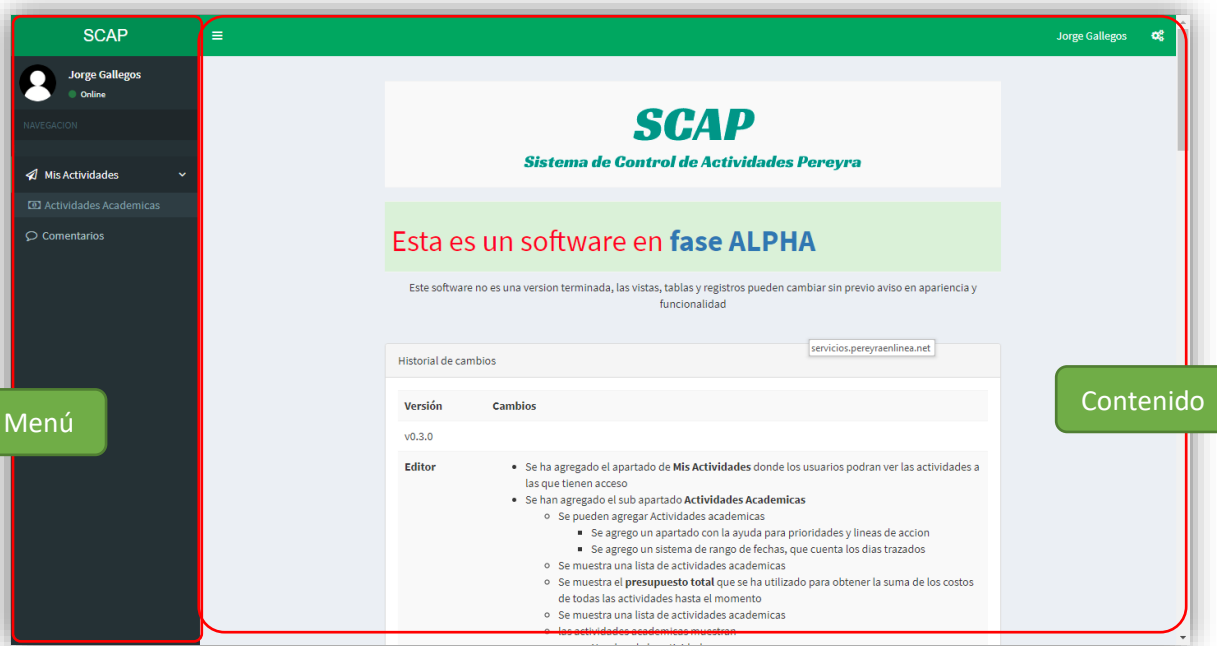 SCAP
Jorge Gallegos
Jorge Gallegos
Online
NAVEGACION
Mis Actividades
Actividades Academicas
Comentarios
Menú
SCAP
Sistema de Control de Actividades Pereyra
Esta es un software en fase ALPHA
Este software no es una version terminada, las vistas, tablas y registros pueden cambiar sin previo aviso en apariencia y
funcionalidad
servicios.pereyraenlinea.net
Historial de cambios
Contenido
Versión Cambios
v0.3.0
Editor
Se ha agregado el apartado de Mis Actividades donde los usuarios podran ver las actividades a
las que tienen acceso
Se han agregado el sub apartado Actividades Academicas
Se pueden agregar Actividades academicas
Se agrego un apartado con la ayuda para prioridades y lineas de accion
Se agrego un sistema de rango de fechas, que cuenta los dias trazados
Se muestra una lista de actividades academicas
Se muestra el presupuesto total que se ha utilizado para obtener la suma de los costos
de todas las actividades hasta el momento
Se muestra una lista de actividades academicas
las actividades academicas muestran